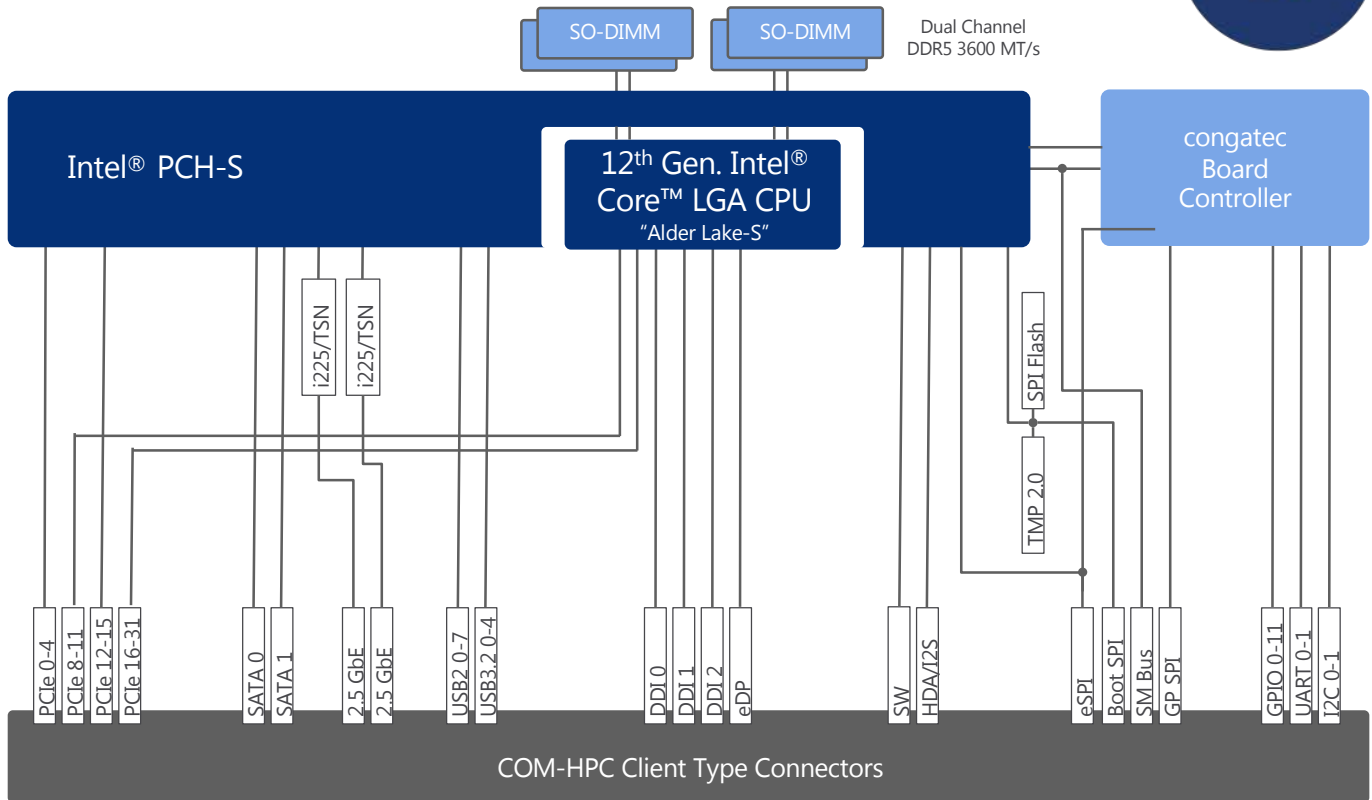 SO-DIMM
SO-DIMM
Dual Channel
DDR5 3600 MT/s
Intel® PCH-S
12th Gen. Intel®
Core™ LGA CPU
“Alder Lake-S”
congatec
Board
Controller
i225/TSN
i225/TSN
SPI Flash
TMP 2.0
PCIe 0-4
PCIe 8-11
PCIe 12-15
PCIe 16-31
SATA 0
SATA 1
2.5 GbE
2.5 GbE
USB2 0-7
USB3.2 0-4
DDI 0
DDI 1
DDI 2
eDP
SW
HDA/I2S
eSPI
Boot SPI
SM Bus
GP SPI
GPIO 0-11
UART 0-1
I2C 0-1
COM-HPC Client Type Connectors